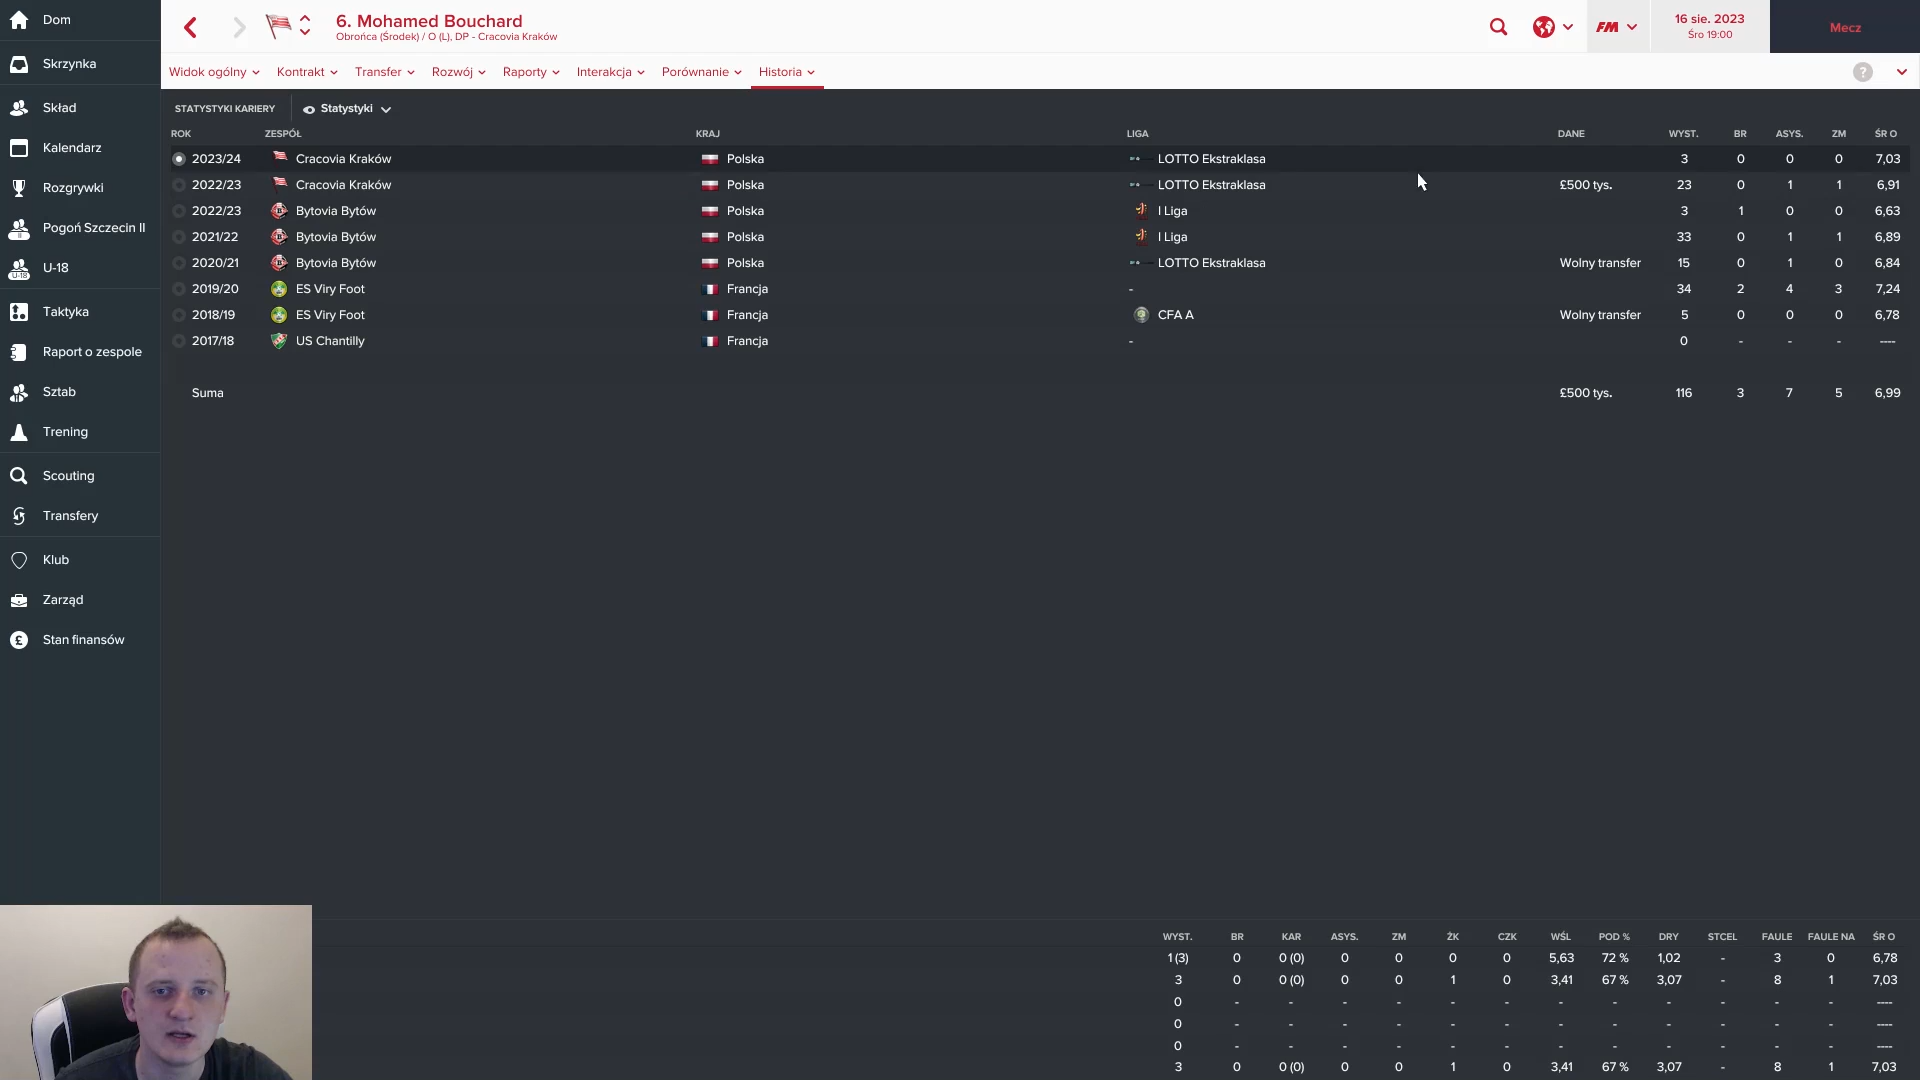 Dom
Skrzynka
Skład
Kalendarz
Rozgrywki
Pogoń Szczecin II
U-18
Taktyka
Raport o zespole
Sztab
Trening
Scouting
Transfery
Klub
Zarząd
Stan finansów
6. Mohamed Bouchard
Obrońca (Środek) / O (L), DP - Cracovia Kraków
FM
16 sie. 2023
Śro 19:00
Mecz
Widok ogólny Kontrakt Transfer Rozwój Raporty Interakcja Porównanie Historia ?
STATYSTYKI KARIERY Statystyki
ROK ZESPÓŁ KRAJ LIGA DANE WYST. BR ASYS. ZM ŚR O
2023/24 Cracovia Kraków Polska LOTTO Ekstraklasa 3 0 0 0 7,03
2022/23 Cracovia Kraków Polska LOTTO Ekstraklasa £500 tys. 23 0 1 1 6,91
2022/23 Bytovia Bytów Polska I Liga 3 1 0 0 6,63
2021/22 Bytovia Bytów Polska I Liga 33 0 1 1 6,89
2020/21 Bytovia Bytów Polska LOTTO Ekstraklasa Wolny transfer 15 0 1 0 6,84
2019/20 ES Viry Foot Francja - 34 2 4 3 7,24
2018/19 ES Viry Foot Francja CFA A Wolny transfer 5 0 0 0 6,78
2017/18 US Chantilly Francja - 0 - - - ----
Suma £500 tys. 116 3 7 5 6,99
WYST. BR KAR ASYS. ZM ŻK CZK WŚL POD % DRY STCEL FAULE FAULE NA ŚR O
1 (3) 0 0 (0) 0 0 0 0 5,63 72 % 1,02 - 3 0 6,78
3 0 0 (0) 0 0 1 0 3,41 67 % 3,07 - 8 1 7,03
0 - - - - - - - - - - - - ----
0 - - - - - - - - - - - - ----
0 - - - - - - - - - - - - ----
3 0 0 (0) 0 0 1 0 3,41 67 % 3,07 - 8 1 7,03